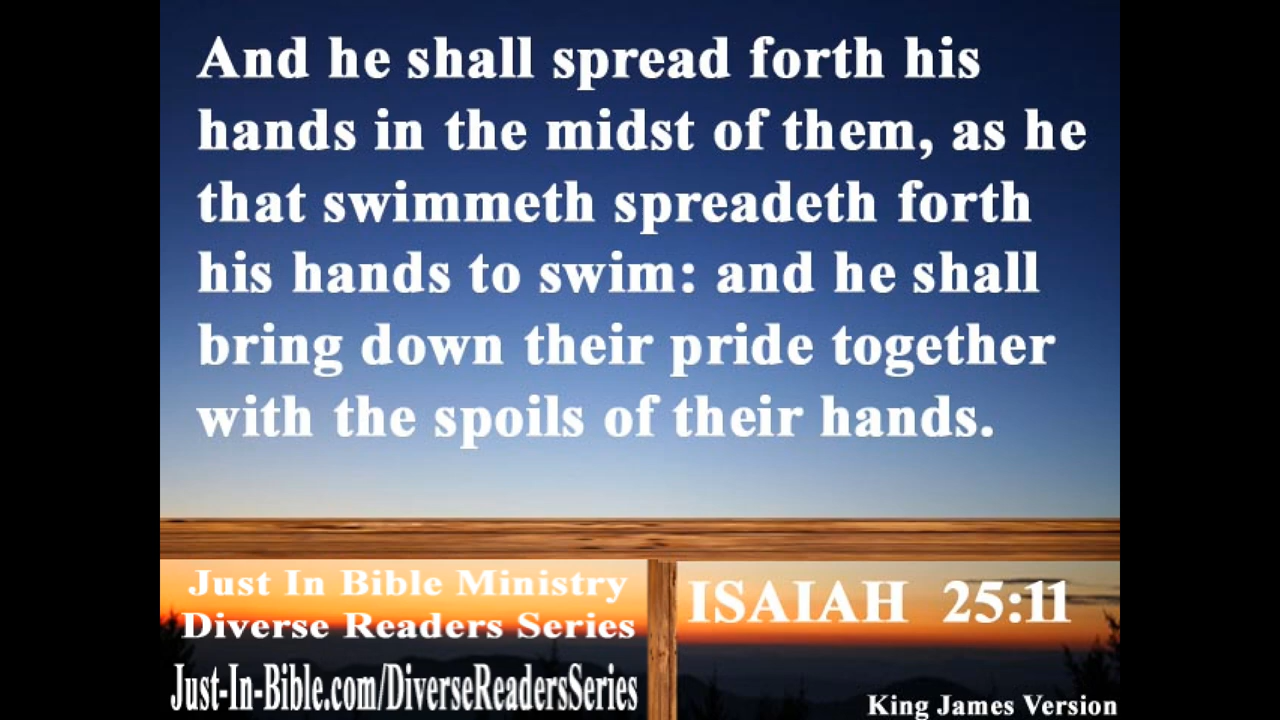 And he shall spread forth his
hands in the midst of them, as he
that swimmeth spreadeth forth
his hands to swim: and he shall
bring down their pride together
with the spoils of their hands.
Just In Bible Ministry
Diverse Readers Series
Just-In-Bible.com/DiverseReadersSeries
ISAIAH 25:11
King James Version